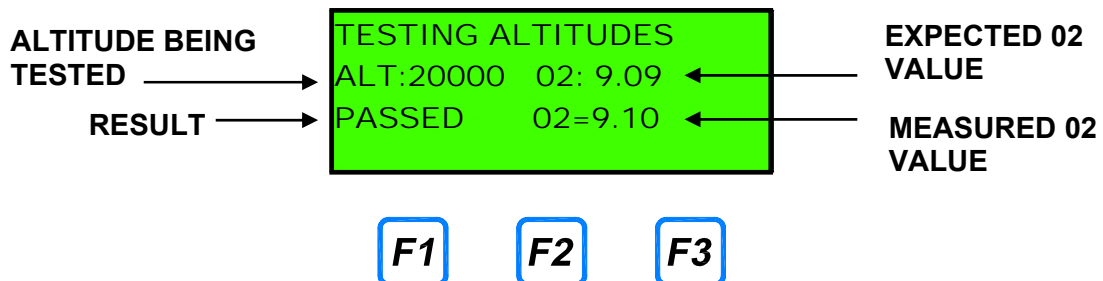 ALTITUDE BEING
TESTED
RESULT
TESTING ALTITUDES
ALT:20000 02: 9.09
PASSED 02=9.10
EXPECTED 02
VALUE
MEASURED 02
VALUE
F1 F2 F3